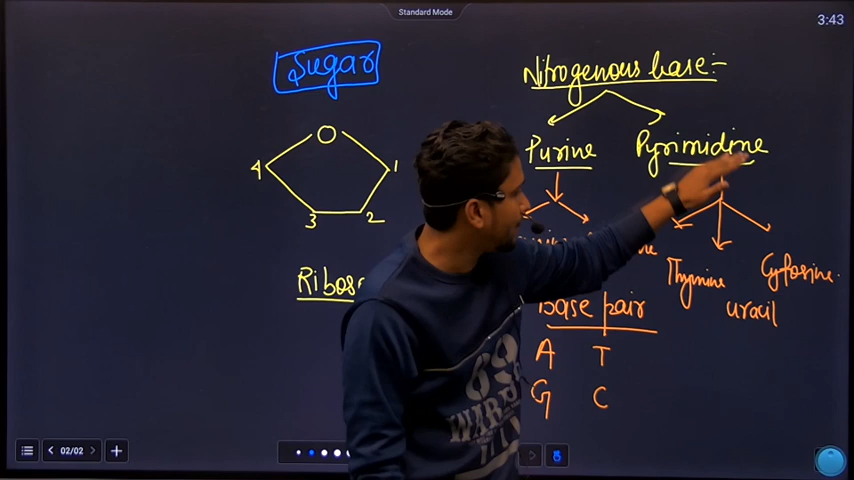 Standard Mode
3:43
Sugar
Nitrogenous base:-
Purine
Pyrimidine
O
4
1
3
2
Thymine
Cytosine
uracil
Base pair
A T
G C
02/02